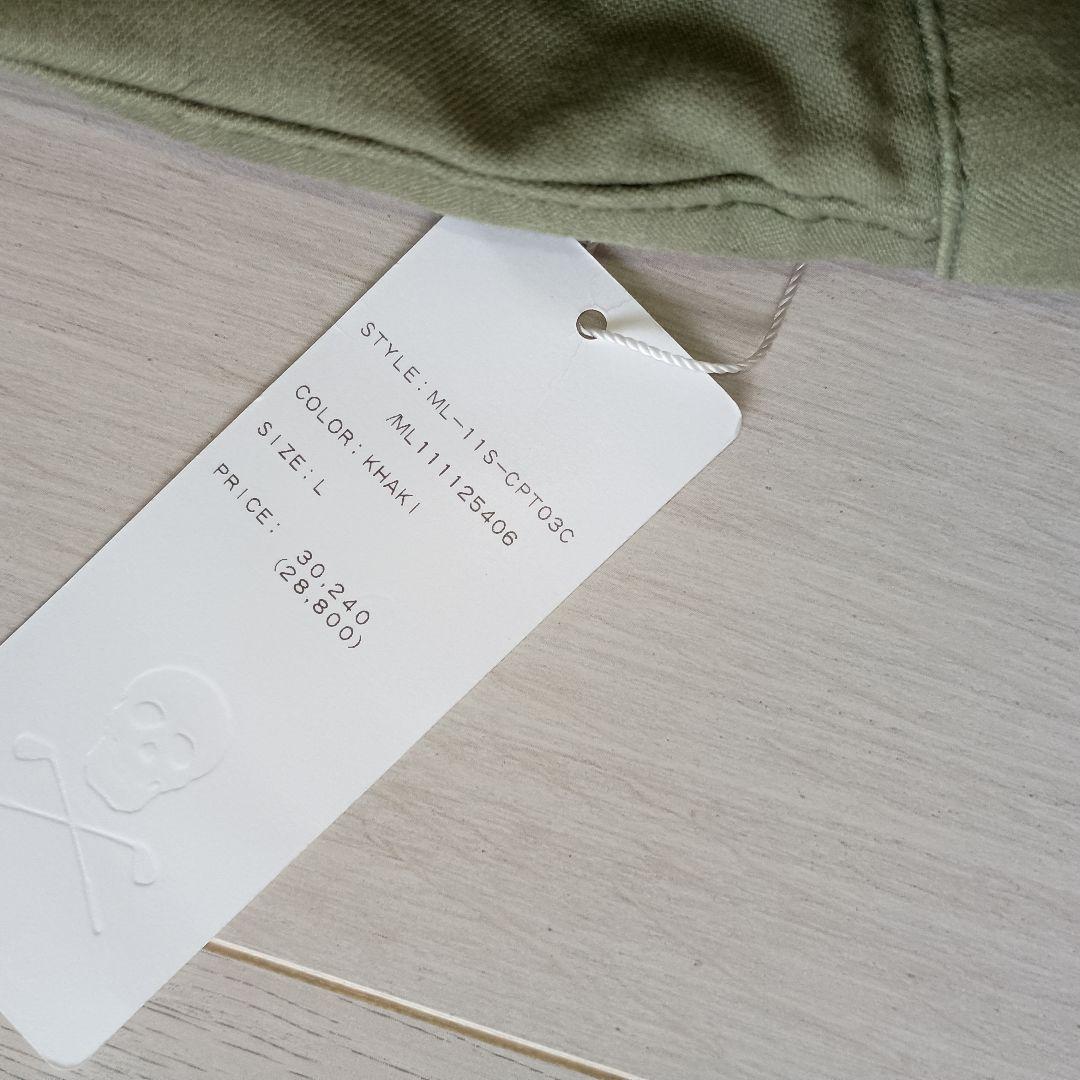 STYLE: ML-11S-CPT03C
/ML111125406
COLOR: KHAKI
SIZE: L
PRICE: 30,240
(28,800)